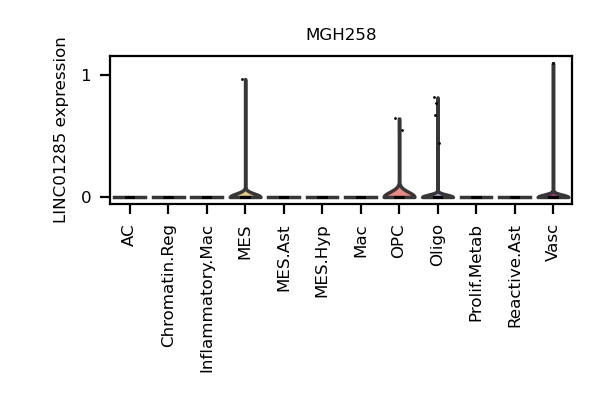 MGH258
LINC01285 expression
1
0
AC
Chromatin.Reg
Inflammatory.Mac
MES
MES.Ast
MES.Hyp
Mac
OPC
Oligo
Prolif.Metab
Reactive.Ast
Vasc